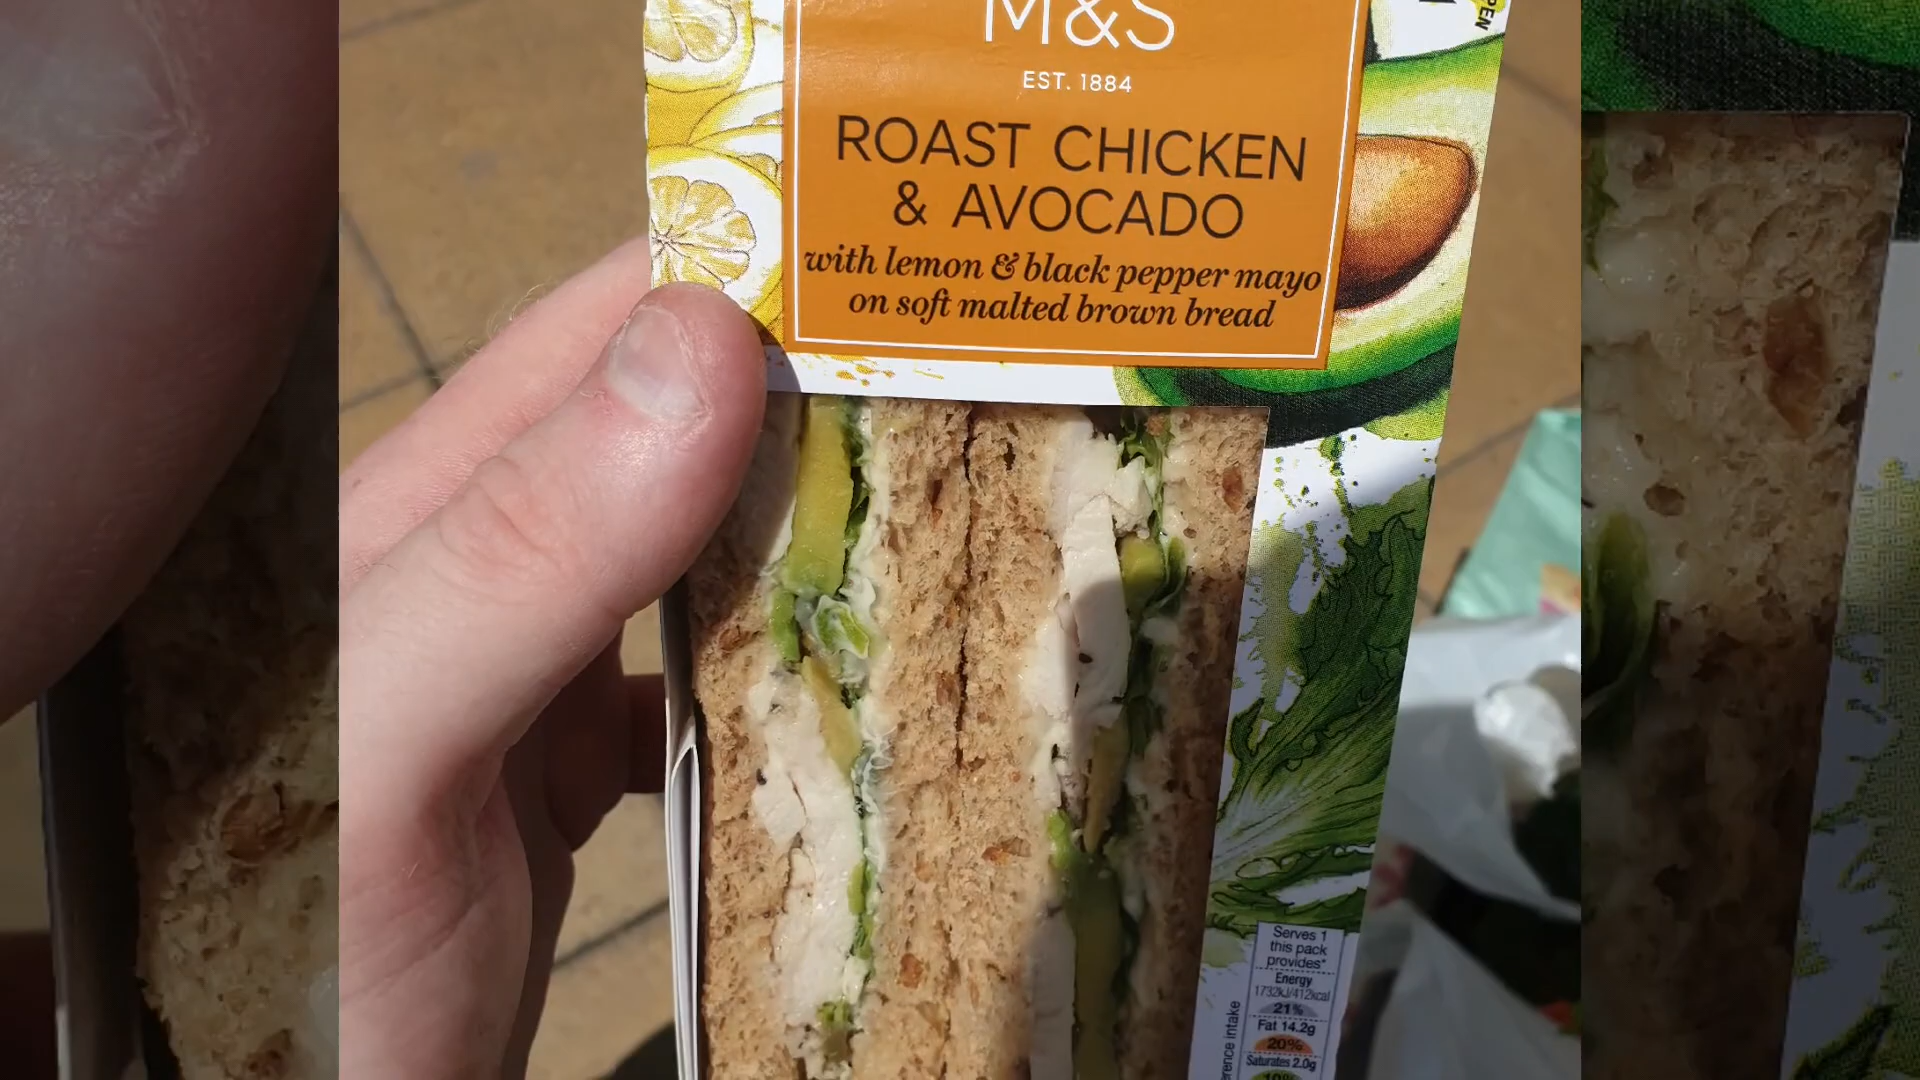 M&S
EST. 1884
ROAST CHICKEN
& AVOCADO
with lemon & black pepper mayo
on soft malted brown bread
Serves 1
this pack
provides*
Energy
1732kJ/412kcal
21%
Fat 14.2g
20%
Saturates 2.0g
10%